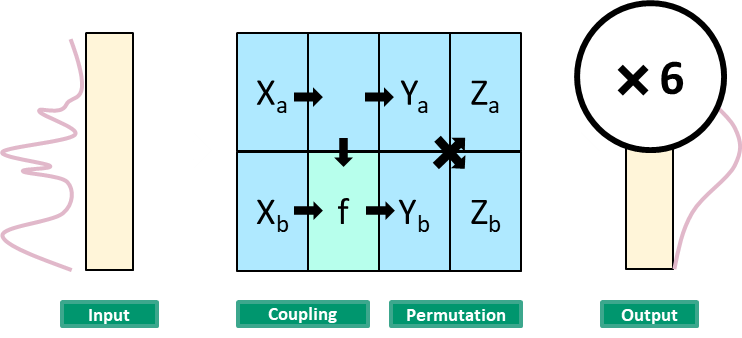 × 6
Xa Ya Za
Xb f Yb Zb
Input Coupling Permutation Output